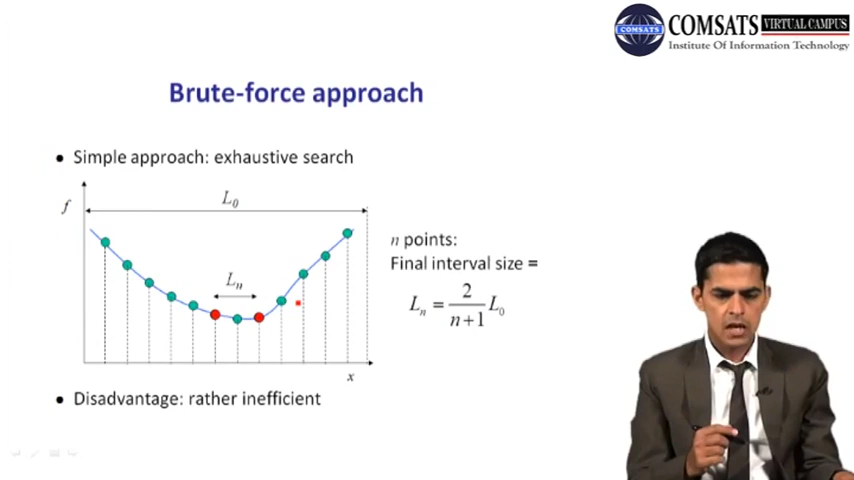 COMSATS
COMSATS VIRTUAL CAMPUS
Institute Of Information Technology
Brute-force approach
• Simple approach: exhaustive search
f
L₀
Lₙ
x
n points:
Final interval size =
Lₙ = 2/(n+1) L₀
• Disadvantage: rather inefficient